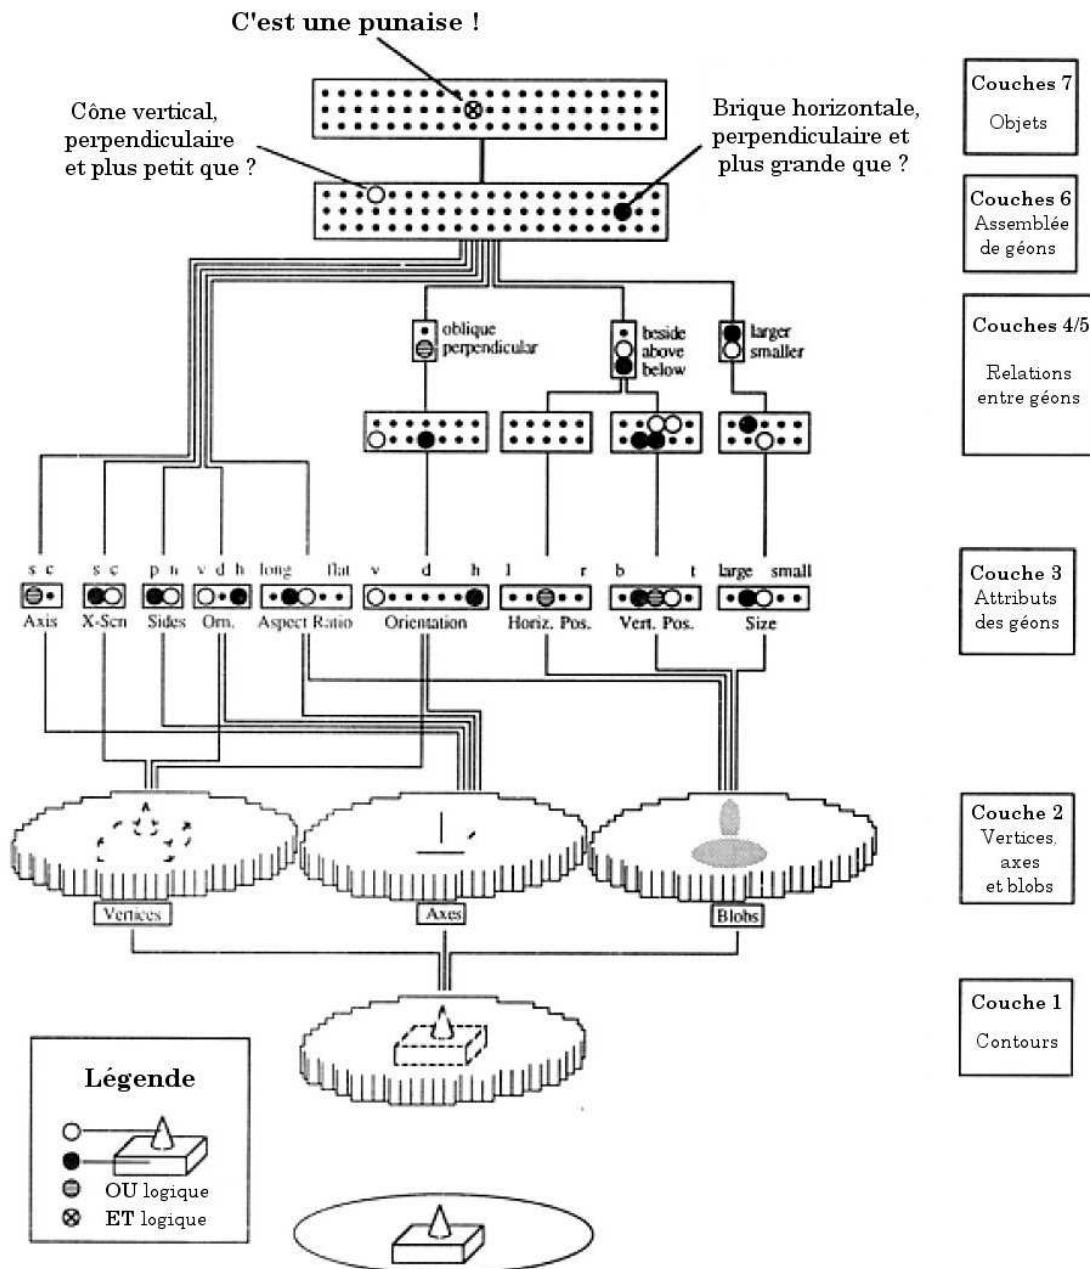 C'est une punaise !
Cône vertical,
perpendiculaire
et plus petit que ?
Brique horizontale,
perpendiculaire et
plus grande que ?
Couches 7
Objets
Couches 6
Assemblée
de géons
oblique
perpendicular
beside
above
below
larger
smaller
Couches 4/5
Relations
entre géons
s c
s c
p n
v d h
long flat
v d h
l r
b t
large small
Axis
X-Scn
Sides
Orn.
Aspect Ratio
Orientation
Horiz. Pos.
Vert. Pos.
Size
Couche 3
Attributs
des géons
Vertices
Axes
Blobs
Couche 2
Vertices,
axes
et blobs
Couche 1
Contours
Légende
OU logique
ET logique